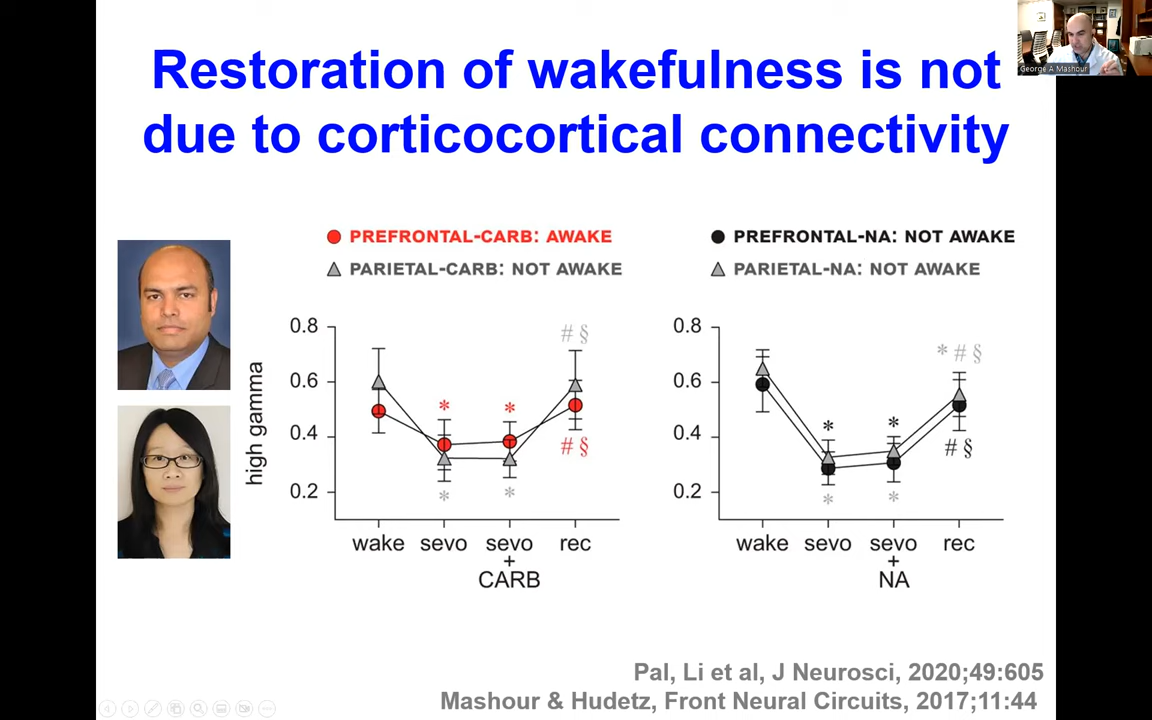 George A Mashour
Restoration of wakefulness is not
due to corticocortical connectivity
PREFRONTAL-CARB: AWAKE
PARIETAL-CARB: NOT AWAKE
PREFRONTAL-NA: NOT AWAKE
PARIETAL-NA: NOT AWAKE
high gamma
0.8
0.6
0.4
0.2
# §
*
*
# §
*
*
wake
sevo
sevo
+
CARB
rec
0.8
0.6
0.4
0.2
* # §
*
*
# §
*
*
wake
sevo
sevo
+
NA
rec
Pal, Li et al, J Neurosci, 2020;49:605
Mashour & Hudetz, Front Neural Circuits, 2017;11:44